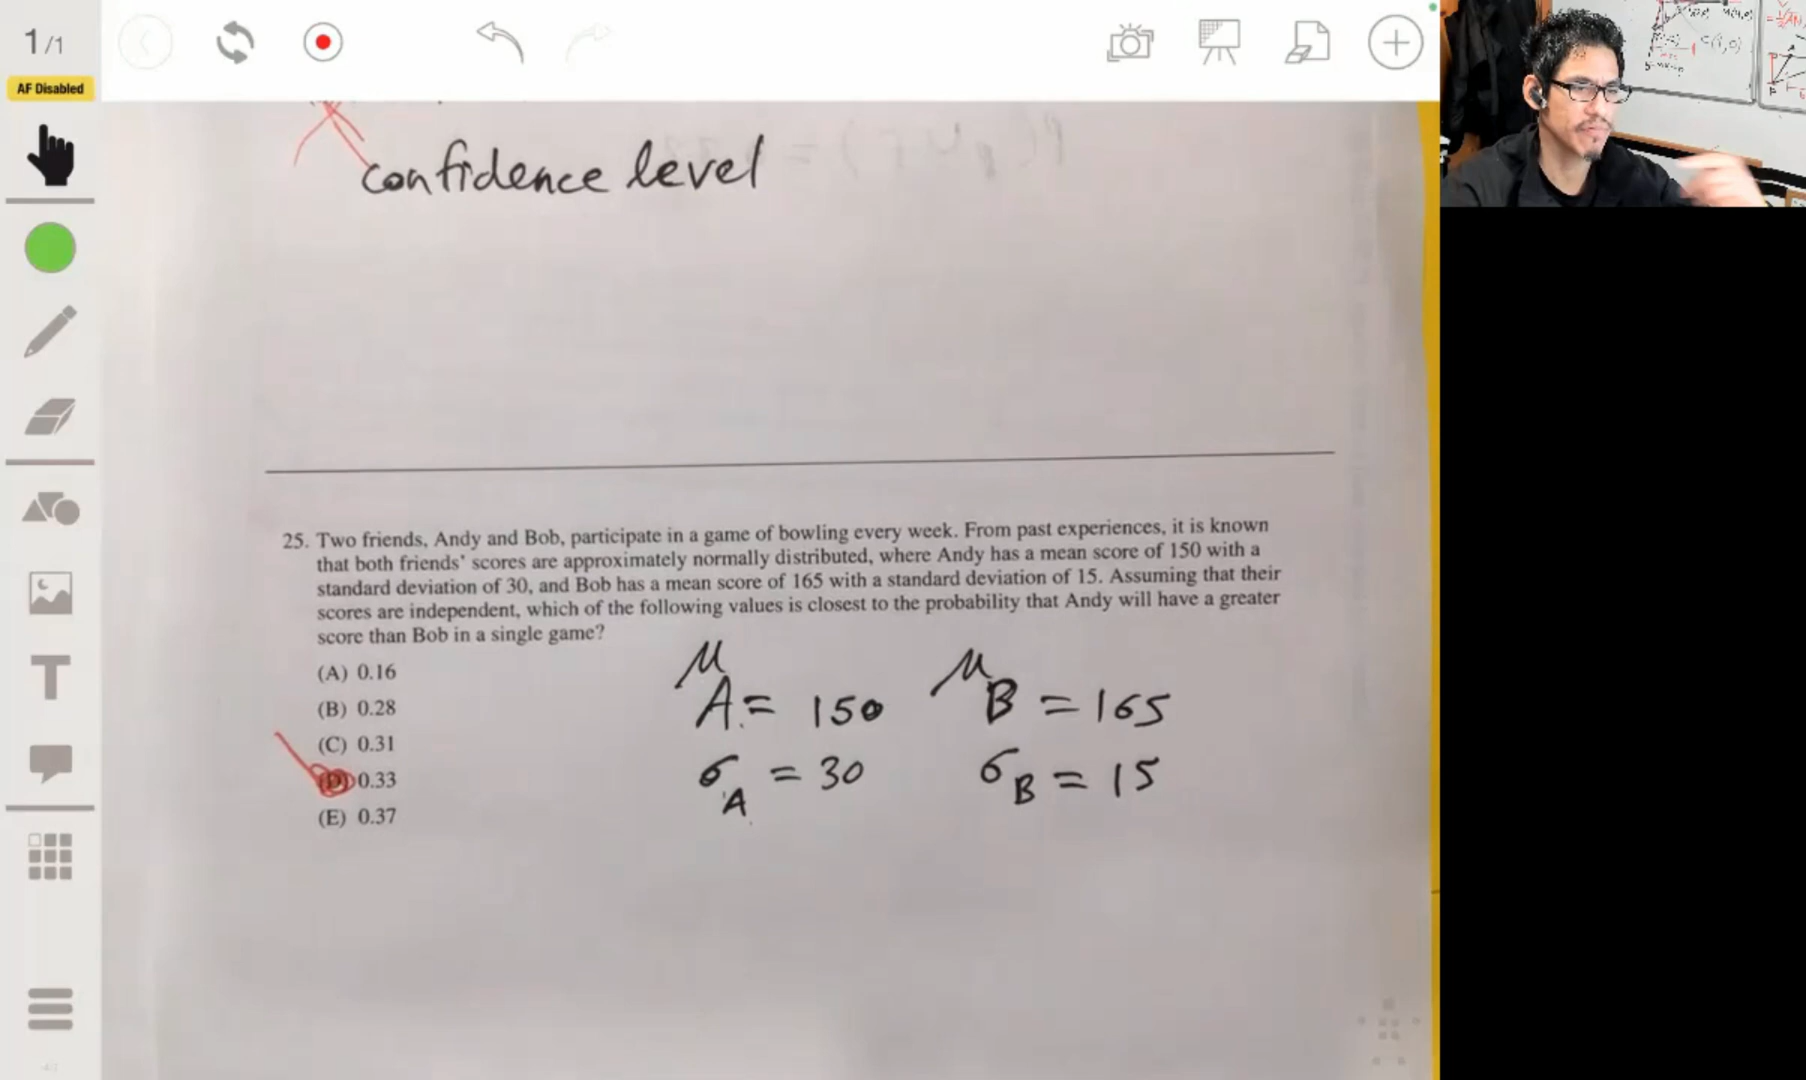 1/1
AF Disabled
confidence level
25. Two friends, Andy and Bob, participate in a game of bowling every week. From past experiences, it is known
that both friends' scores are approximately normally distributed, where Andy has a mean score of 150 with a
standard deviation of 30, and Bob has a mean score of 165 with a standard deviation of 15. Assuming that their
scores are independent, which of the following values is closest to the probability that Andy will have a greater
score than Bob in a single game?
(A) 0.16
(B) 0.28
(C) 0.31
(D) 0.33
(E) 0.37
μA = 150 μB = 165
σA = 30 σB = 15
T
C(1,0)